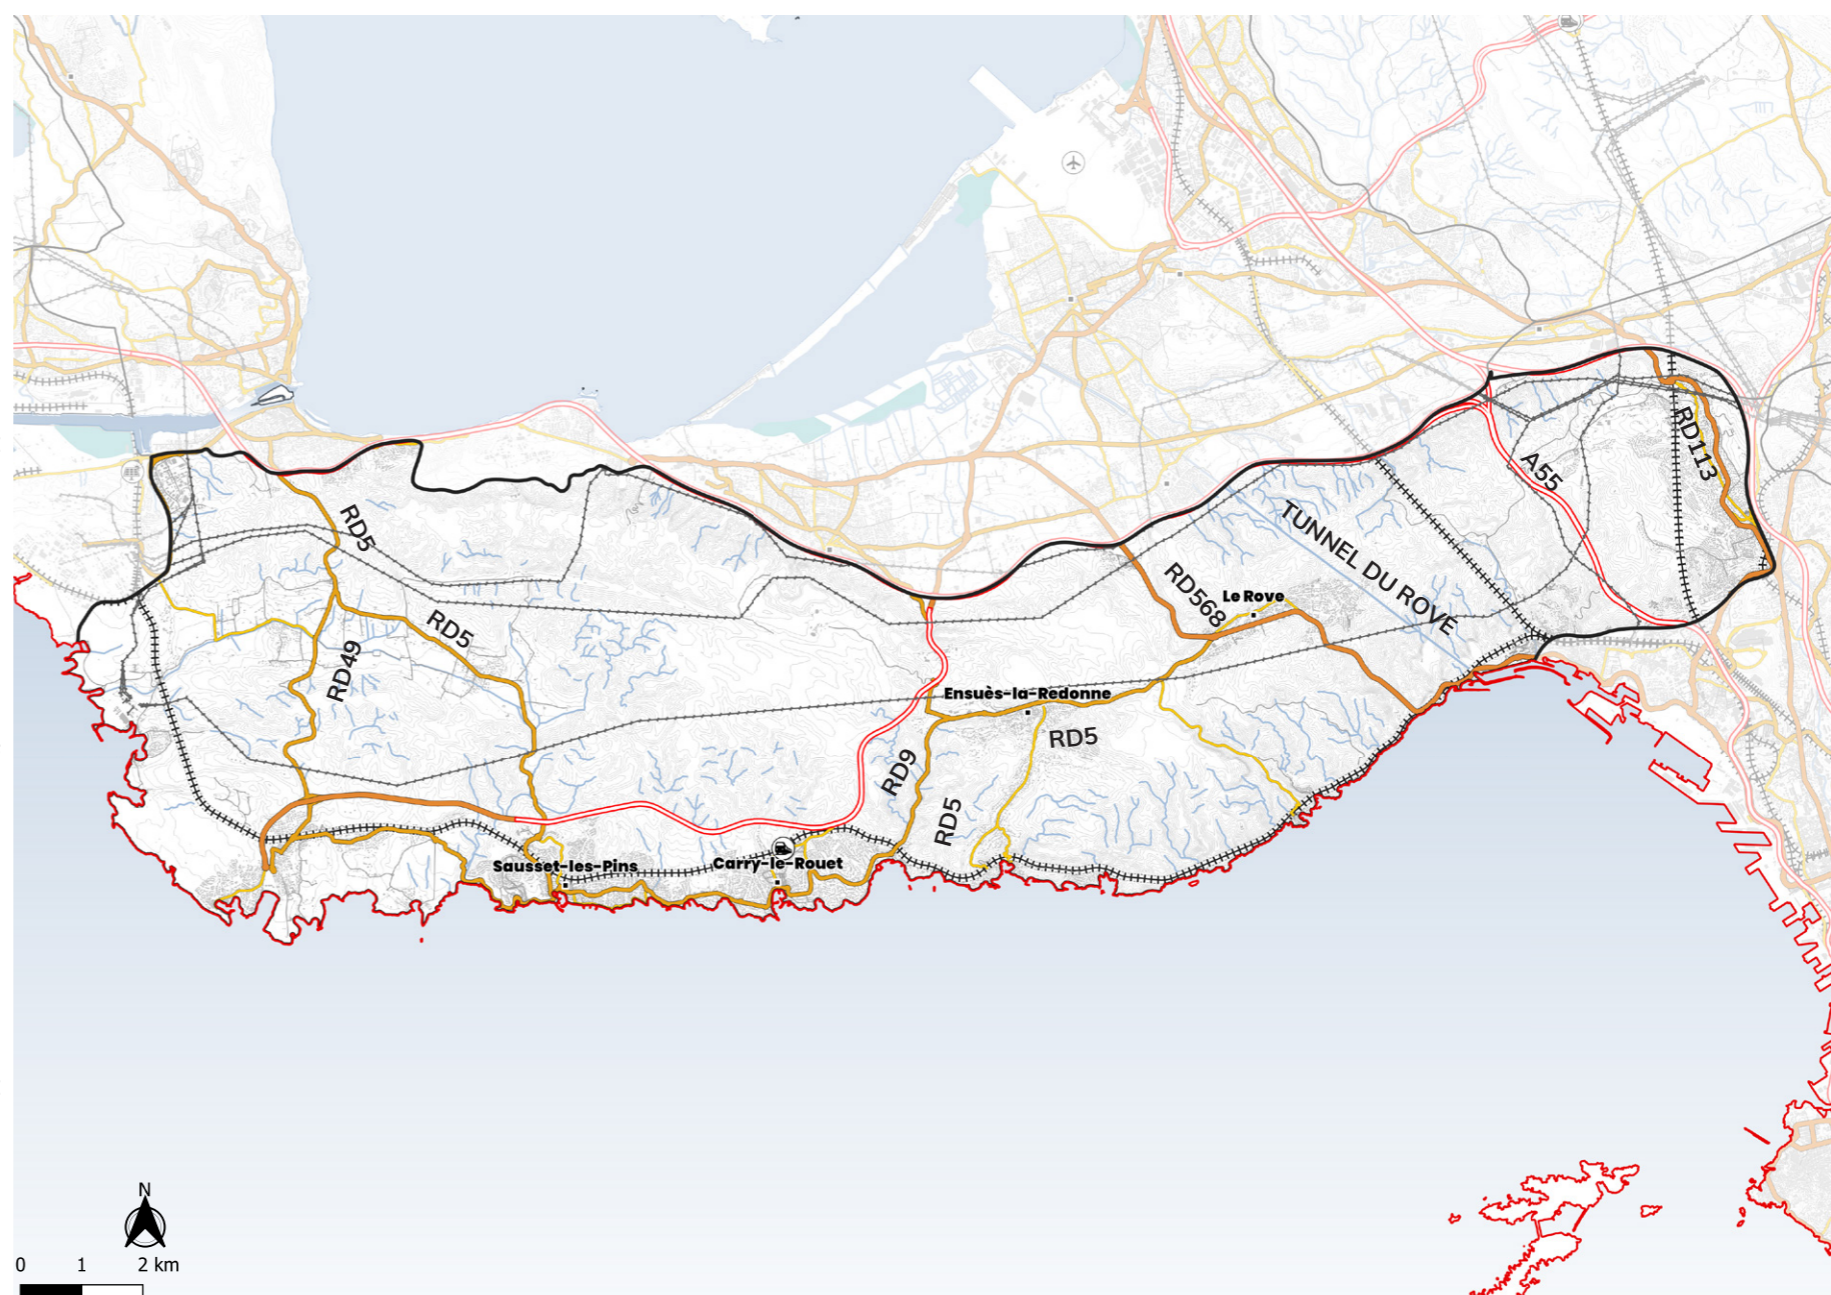 RD113
A55
RD5
TUNNEL DU ROVE
RD568
Le Rove
RD5
RD49
Ensuès-la-Redonne
RD5
RD9
RD5
Sausset-les-Pins
Carry-le-Rouet
N
0 1 2 km